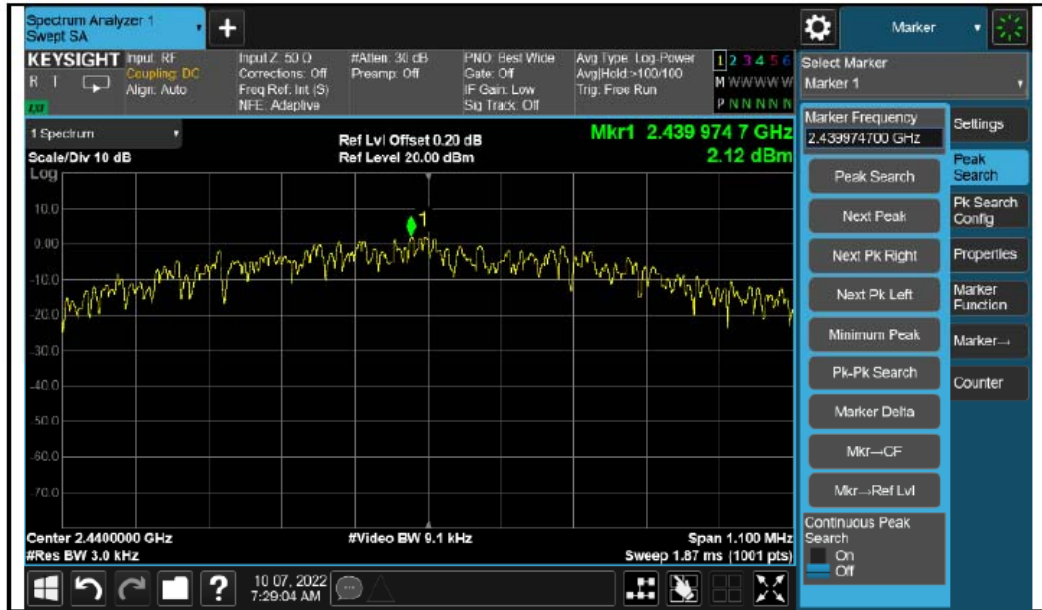 Spectrum Analyzer 1
Swept SA
+
Marker
KEYSIGHT
R T
Input: RF
Coupling: DC
Align: Auto
Input Z: 50 Ω
Corrections: Off
Freq Ref: Int (S)
NFE: Adaptive
#Atten: 30 dB
Preamp: Off
PNO: Best Wide
Gate: Off
IF Gain: Low
Sig Track: Off
Avg Type: Log-Power
Avg|Hold:>100/100
Trig: Free Run
1 2 3 4 5 6
M W W W W W
P N N N N N
Select Marker
Marker 1
1 Spectrum
Scale/Div 10 dB
Log
Ref Lvl Offset 0.20 dB
Ref Level 20.00 dBm
Mkr1 2.439 974 7 GHz
2.12 dBm
10.0
0.00
-10.0
-20.0
-30.0
-40.0
-50.0
-60.0
-70.0
1
Center 2.4400000 GHz
#Res BW 3.0 kHz
#Video BW 9.1 kHz
Span 1.100 MHz
Sweep 1.87 ms (1001 pts)
Marker Frequency
2.439974700 GHz
Peak Search
Next Peak
Next Pk Right
Next Pk Left
Minimum Peak
Pk-Pk Search
Marker Delta
Mkr→CF
Mkr→Ref Lvl
Continuous Peak
Search
On
Off
Settings
Peak
Search
Pk Search
Config
Properties
Marker
Function
Marker→
Counter
?
10 07, 2022
7:29:04 AM